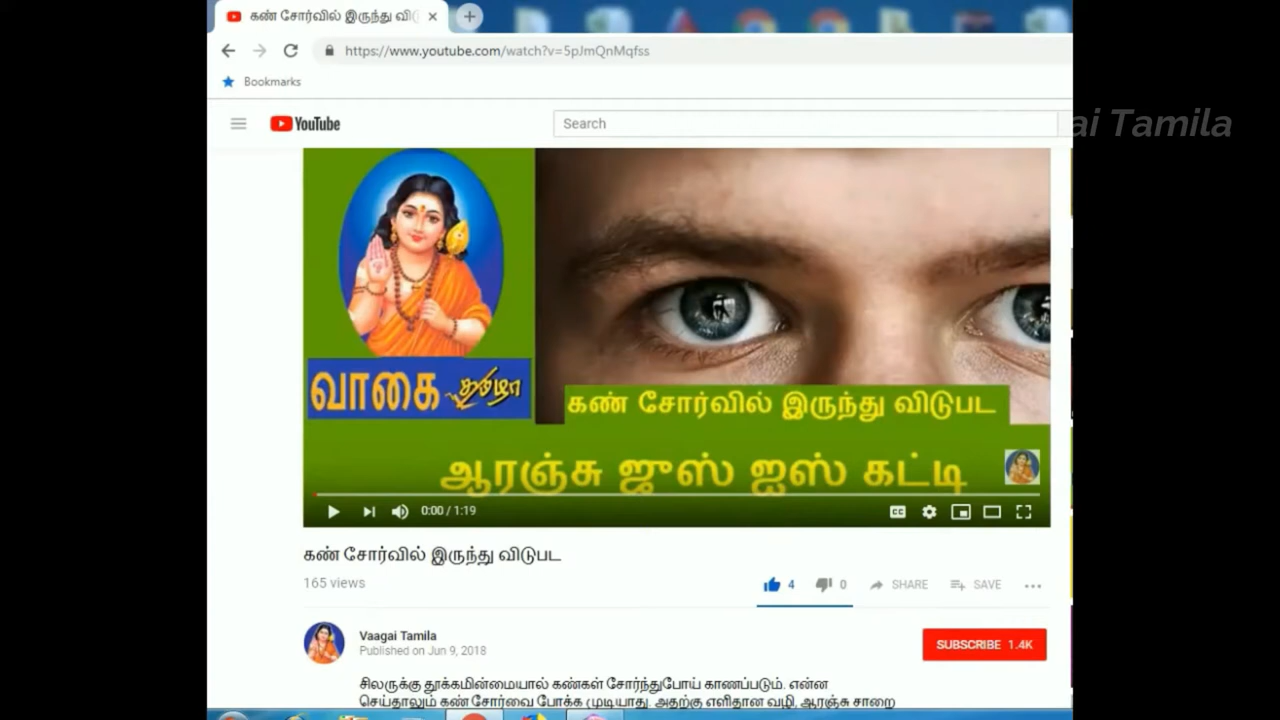 கண் சோர்வில் இருந்து விடு
https://www.youtube.com/watch?v=5pJmQnMqfss
Bookmarks
YouTube
Search
ai Tamila
வாகை தமிழா
கண் சோர்வில் இருந்து விடுபட
ஆரஞ்சு ஜுஸ் ஐஸ் கட்டி
0:00 / 1:19
CC
கண் சோர்வில் இருந்து விடுபட
165 views
4 0 SHARE SAVE
Vaagai Tamila
Published on Jun 9, 2018
SUBSCRIBE 1.4K
சிலருக்கு தூக்கமின்மையால் கண்கள் சோர்ந்துபோய் காணப்படும். என்ன
செய்தாலும் கண் சோர்வை போக்க முடியாது. அதற்கு எளிதான வழி, ஆரஞ்சு சாறை